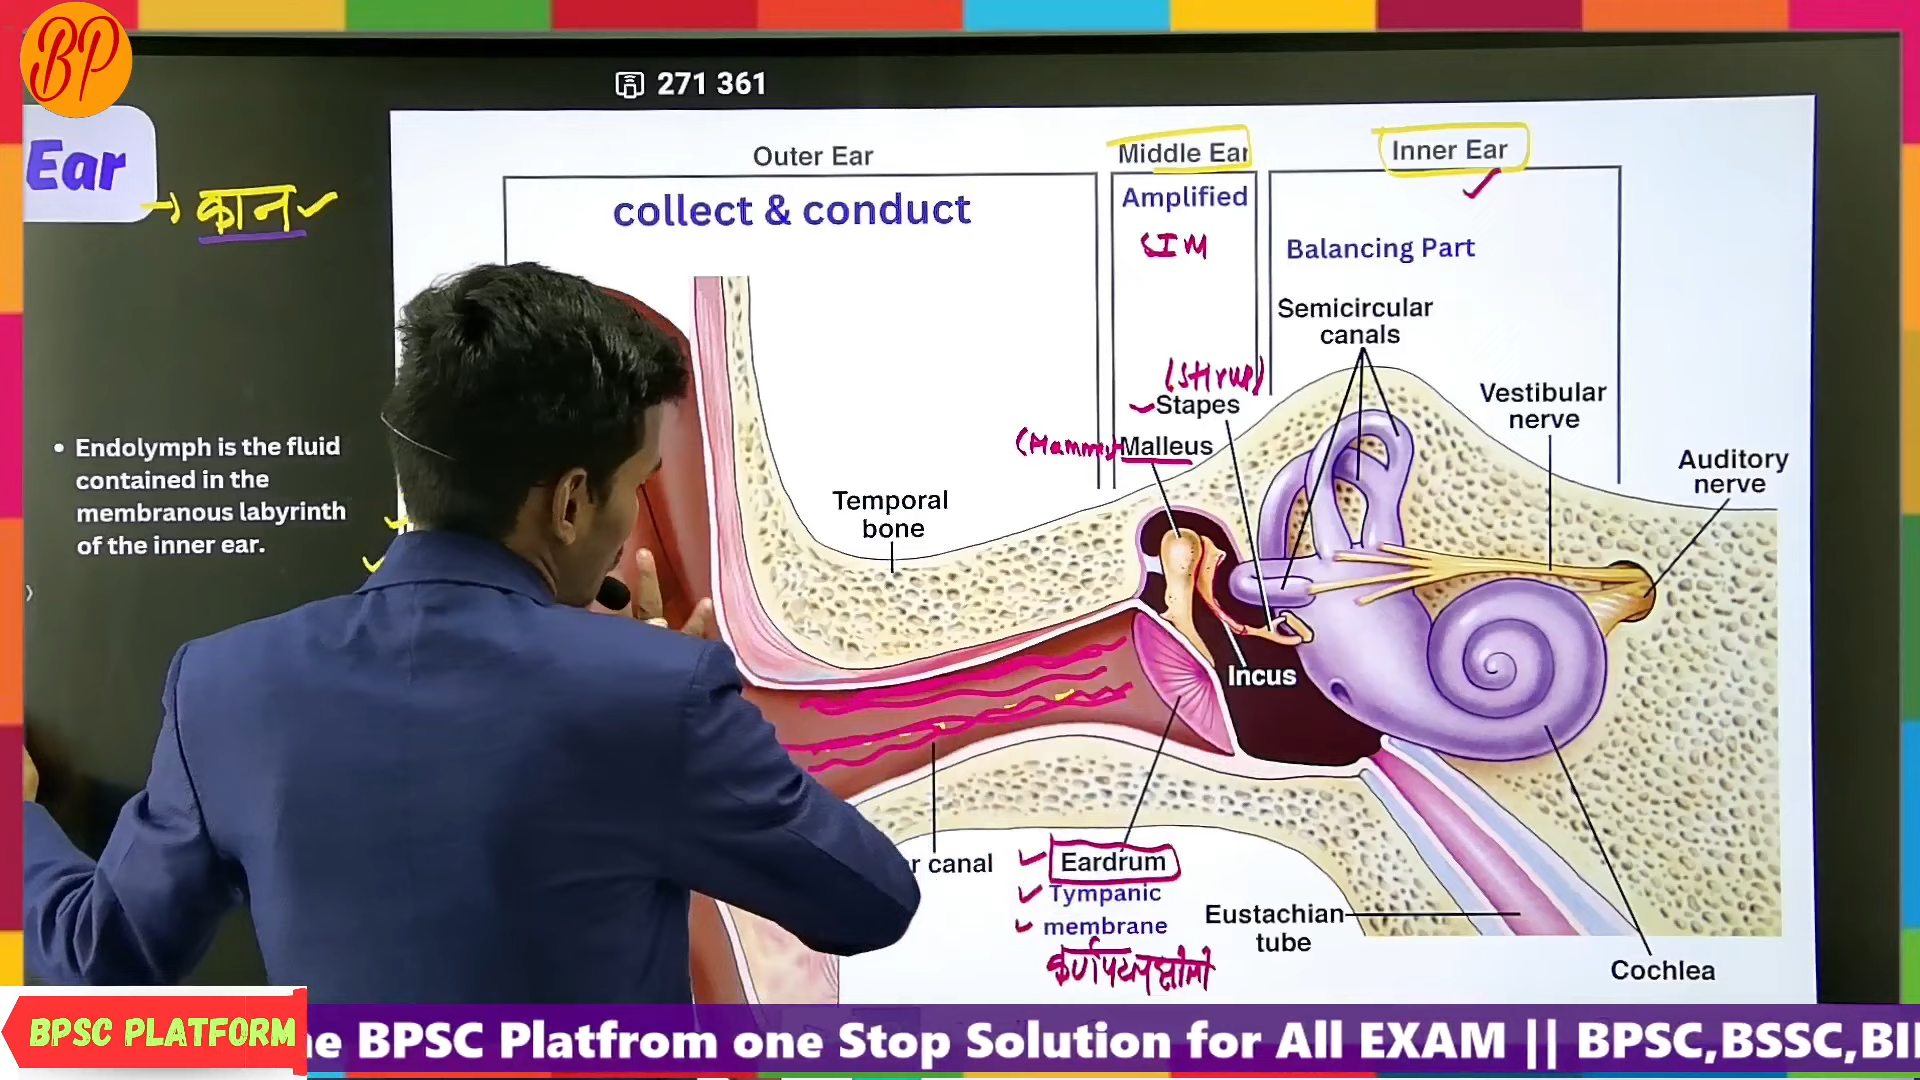 BP
271 361
Ear
कान
Outer Ear
Middle Ear
Inner Ear
collect & conduct
Amplified
SIM
Balancing Part
Semicircular
canals
(Stirup)
Stapes
Vestibular
nerve
Malleus
Auditory
nerve
Endolymph is the fluid
contained in the
membranous labyrinth
of the inner ear.
Temporal
bone
Incus
r canal
Eardrum
Tympanic
membrane
Eustachian
tube
Cochlea
BPSC PLATFORM
he BPSC Platfrom one Stop Solution for All EXAM || BPSC,BSSC,BI